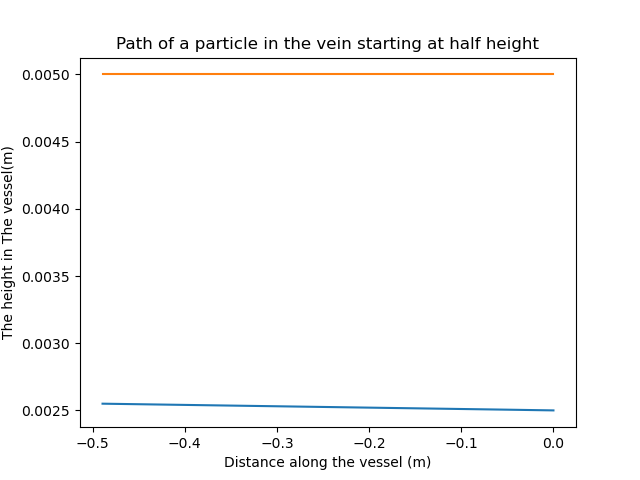 Path of a particle in the vein starting at half height
0.0050
0.0045
0.0040
0.0035
0.0030
0.0025
The height in The vessel(m)
−0.5 −0.4 −0.3 −0.2 −0.1 0.0
Distance along the vessel (m)